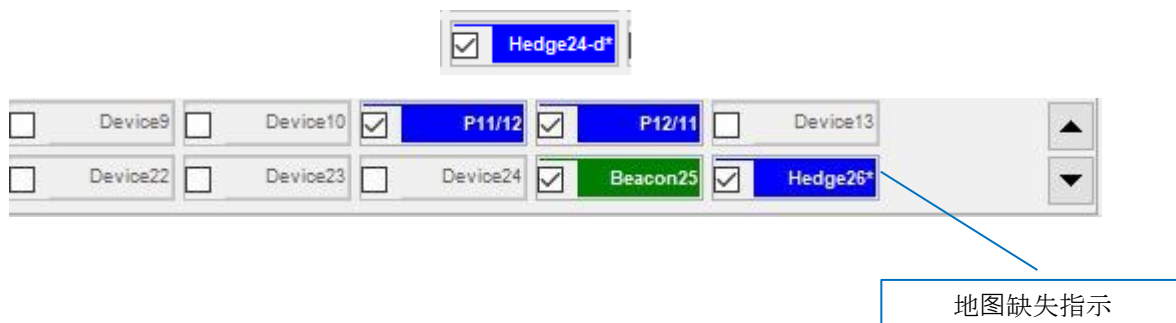 Hedge24-d*
Device9 Device10 P11/12 P12/11 Device13
Device22 Device23 Device24 Beacon25 Hedge26*
地图缺失指示